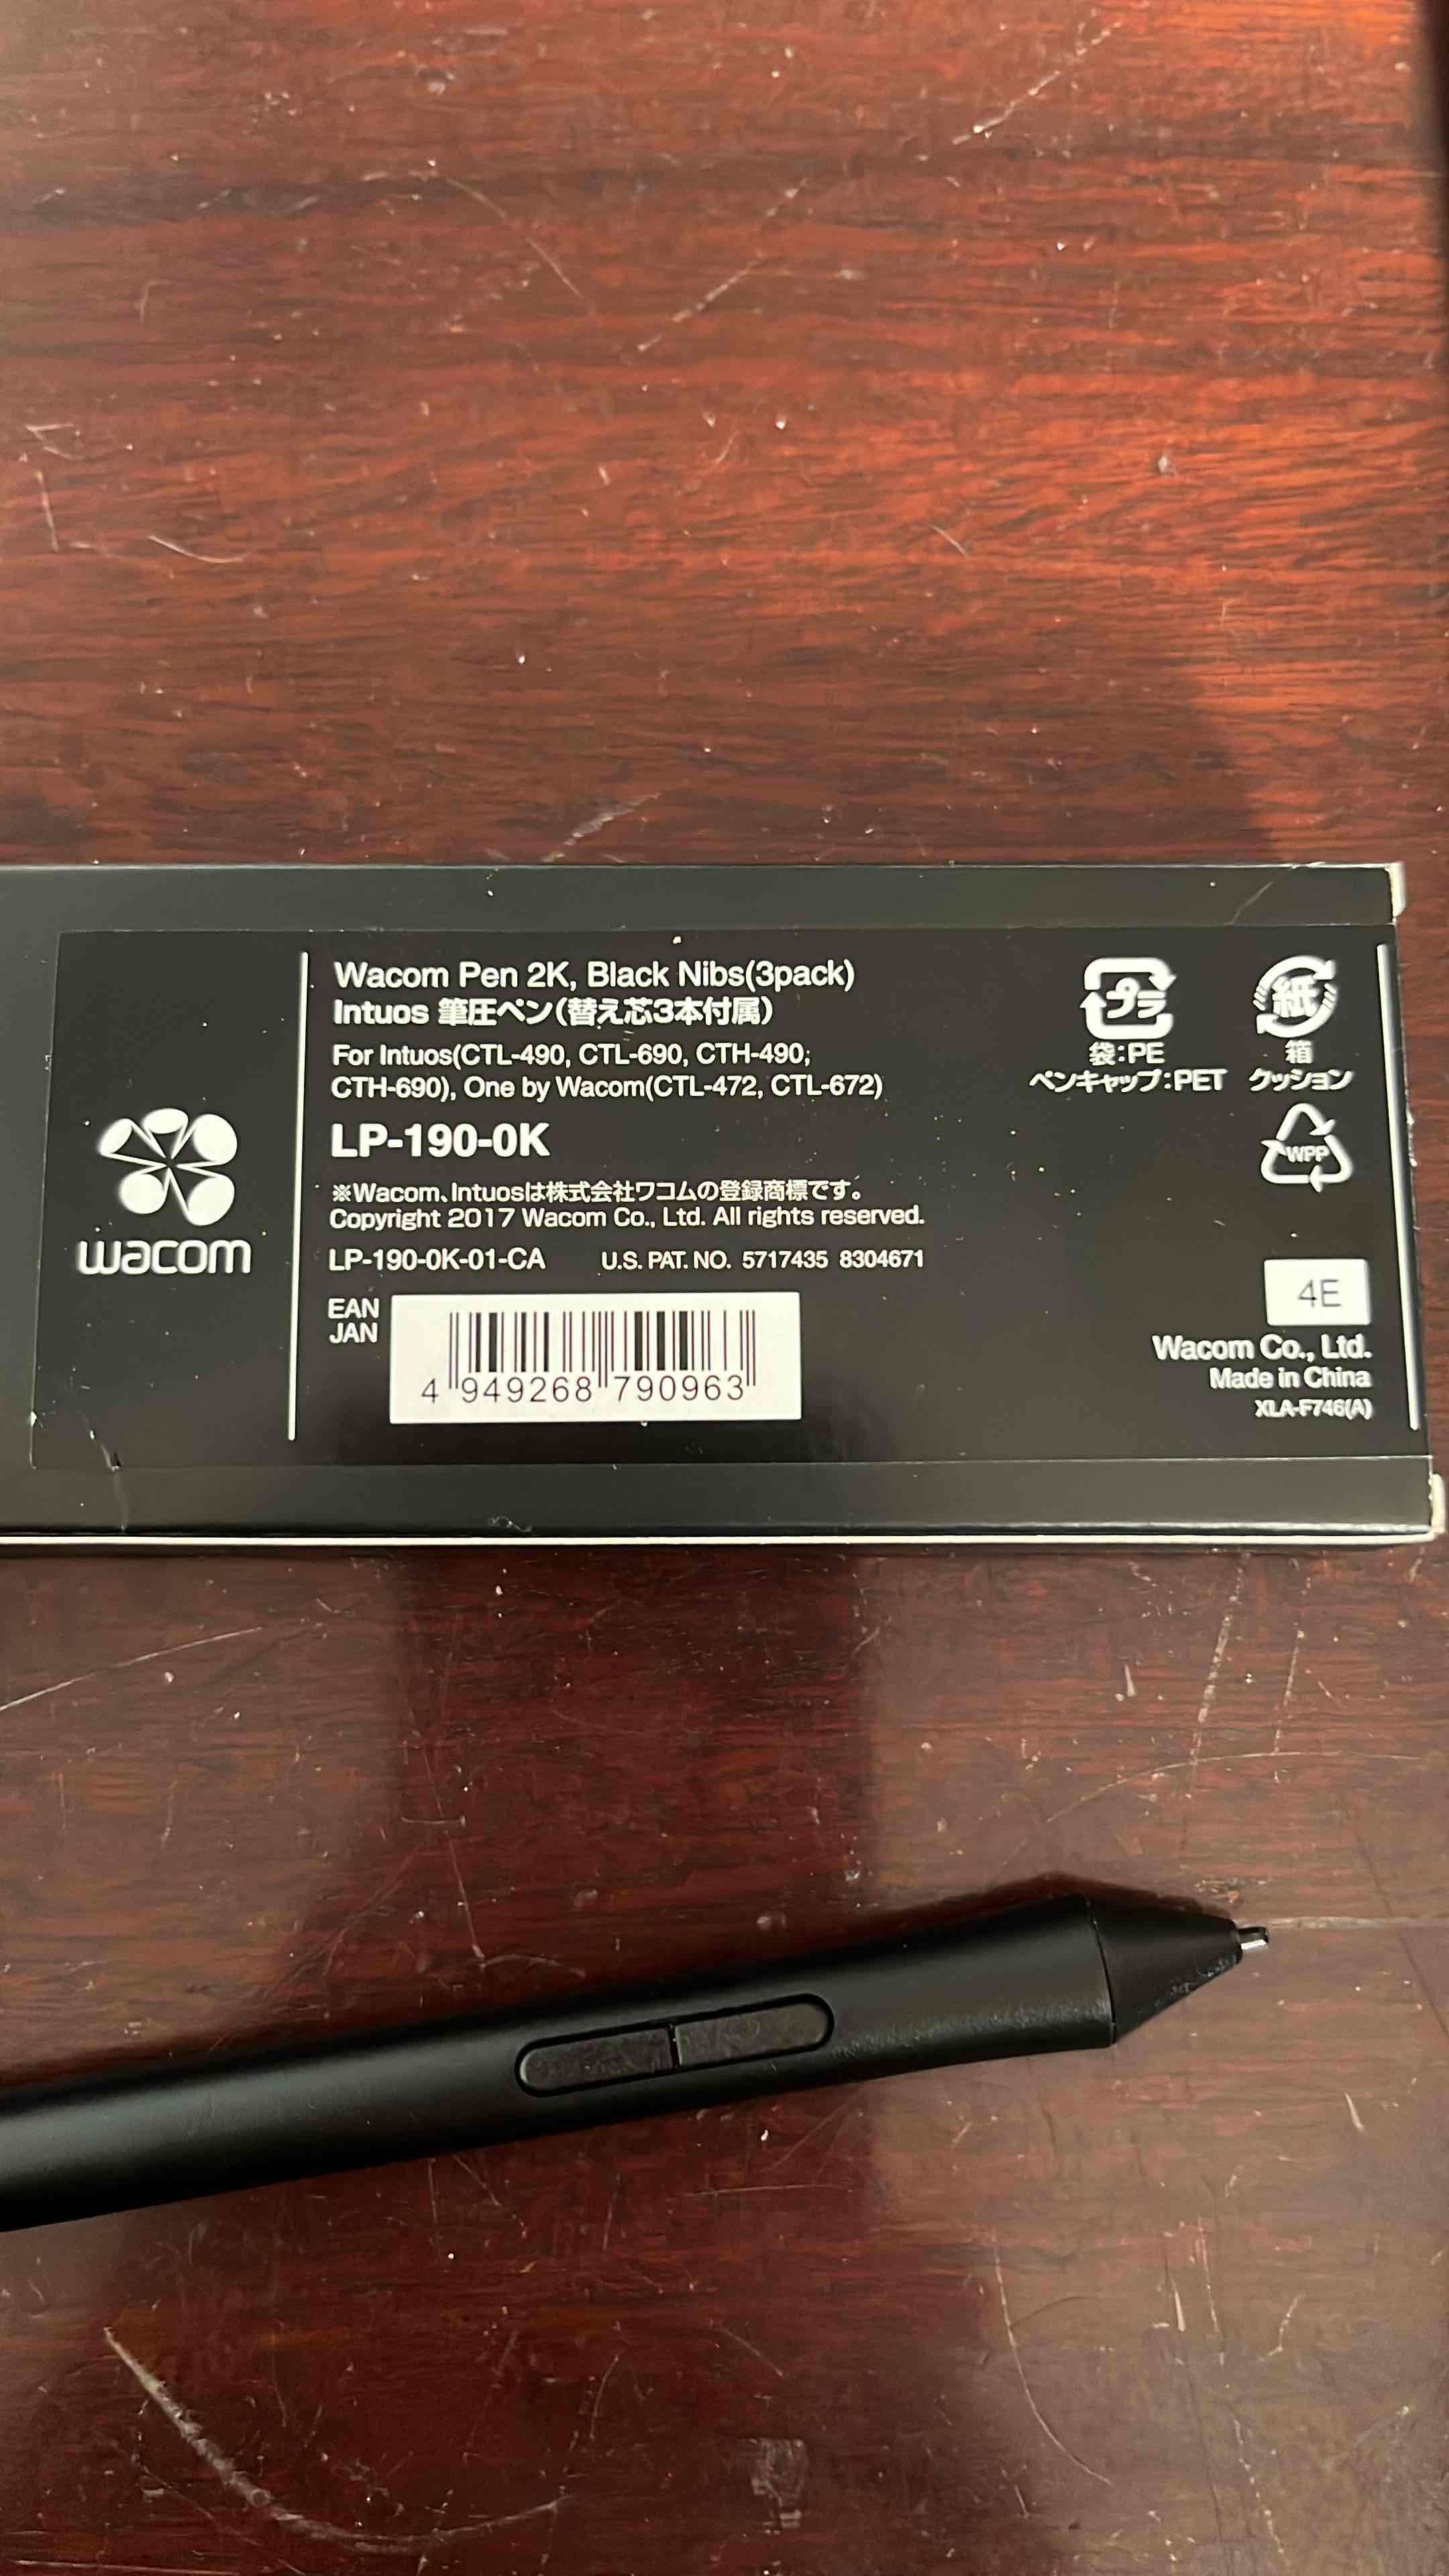 Wacom Pen 2K, Black Nibs(3pack)
Intuos 筆圧ペン(替え芯3本付属)
For Intuos(CTL-490, CTL-690, CTH-490,
CTH-690), One by Wacom(CTL-472, CTL-672)
LP-190-0K
※Wacom、Intuosは株式会社ワコムの登録商標です。
Copyright 2017 Wacom Co., Ltd. All rights reserved.
LP-190-0K-01-CA U.S. PAT. NO. 5717435 8304671
EAN
JAN
4 949268 790963
wacom
プラ
袋:PE
ペンキャップ:PET
紙
箱
クッション
WPP
4E
Wacom Co., Ltd.
Made in China
XLA-F746(A)